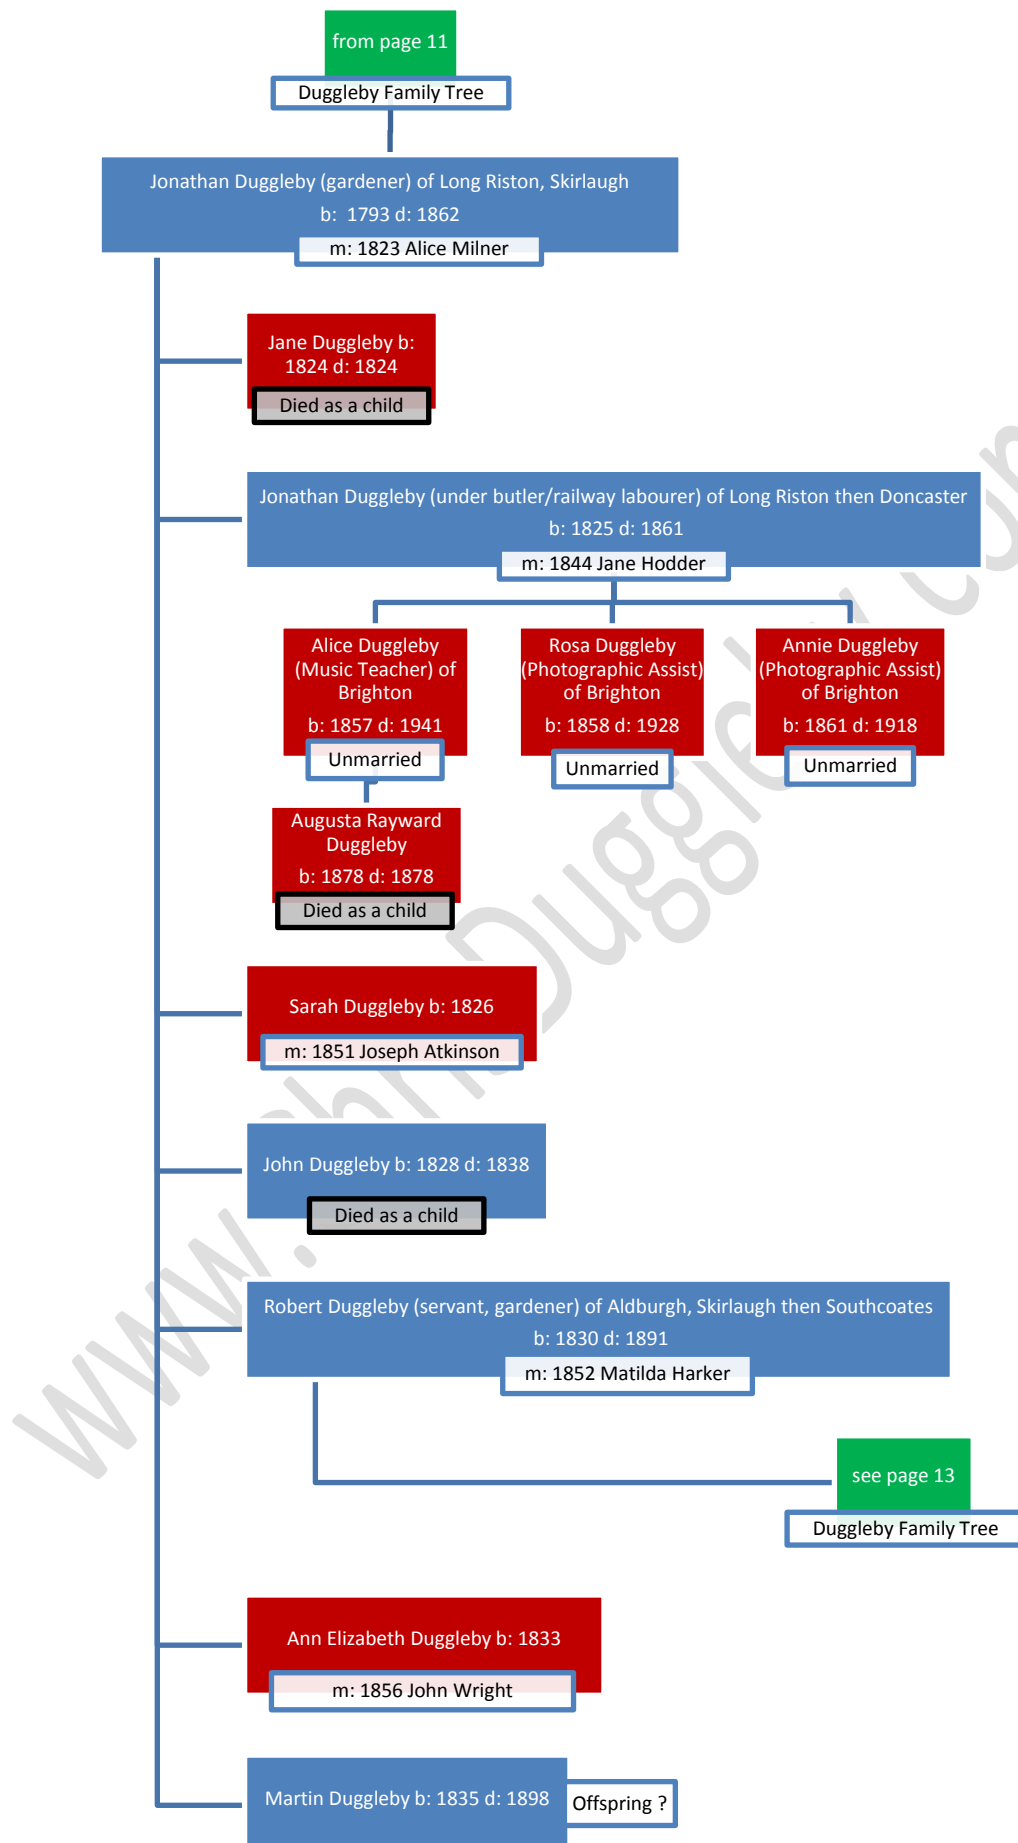 from page 11
Duggleby Family Tree
Jonathan Duggleby (gardener) of Long Riston, Skirlaugh
b:  1793 d: 1862
m: 1823 Alice Milner
Jane Duggleby b:
1824 d: 1824
Died as a child
Jonathan Duggleby (under butler/railway labourer) of Long Riston then Doncaster
b: 1825 d: 1861
m: 1844 Jane Hodder
Alice Duggleby
(Music Teacher) of
Brighton
b: 1857 d: 1941
Unmarried
Rosa Duggleby
(Photographic Assist)
of Brighton
b: 1858 d: 1928
Unmarried
Annie Duggleby
(Photographic Assist)
of Brighton
b: 1861 d: 1918
Unmarried
Augusta Rayward
Duggleby
b: 1878 d: 1878
Died as a child
Sarah Duggleby b: 1826
m: 1851 Joseph Atkinson
John Duggleby b: 1828 d: 1838
Died as a child
Robert Duggleby (servant, gardener) of Aldburgh, Skirlaugh then Southcoates
b: 1830 d: 1891
m: 1852 Matilda Harker
see page 13
Duggleby Family Tree
Ann Elizabeth Duggleby b: 1833
m: 1856 John Wright
Martin Duggleby b: 1835 d: 1898
Offspring ?